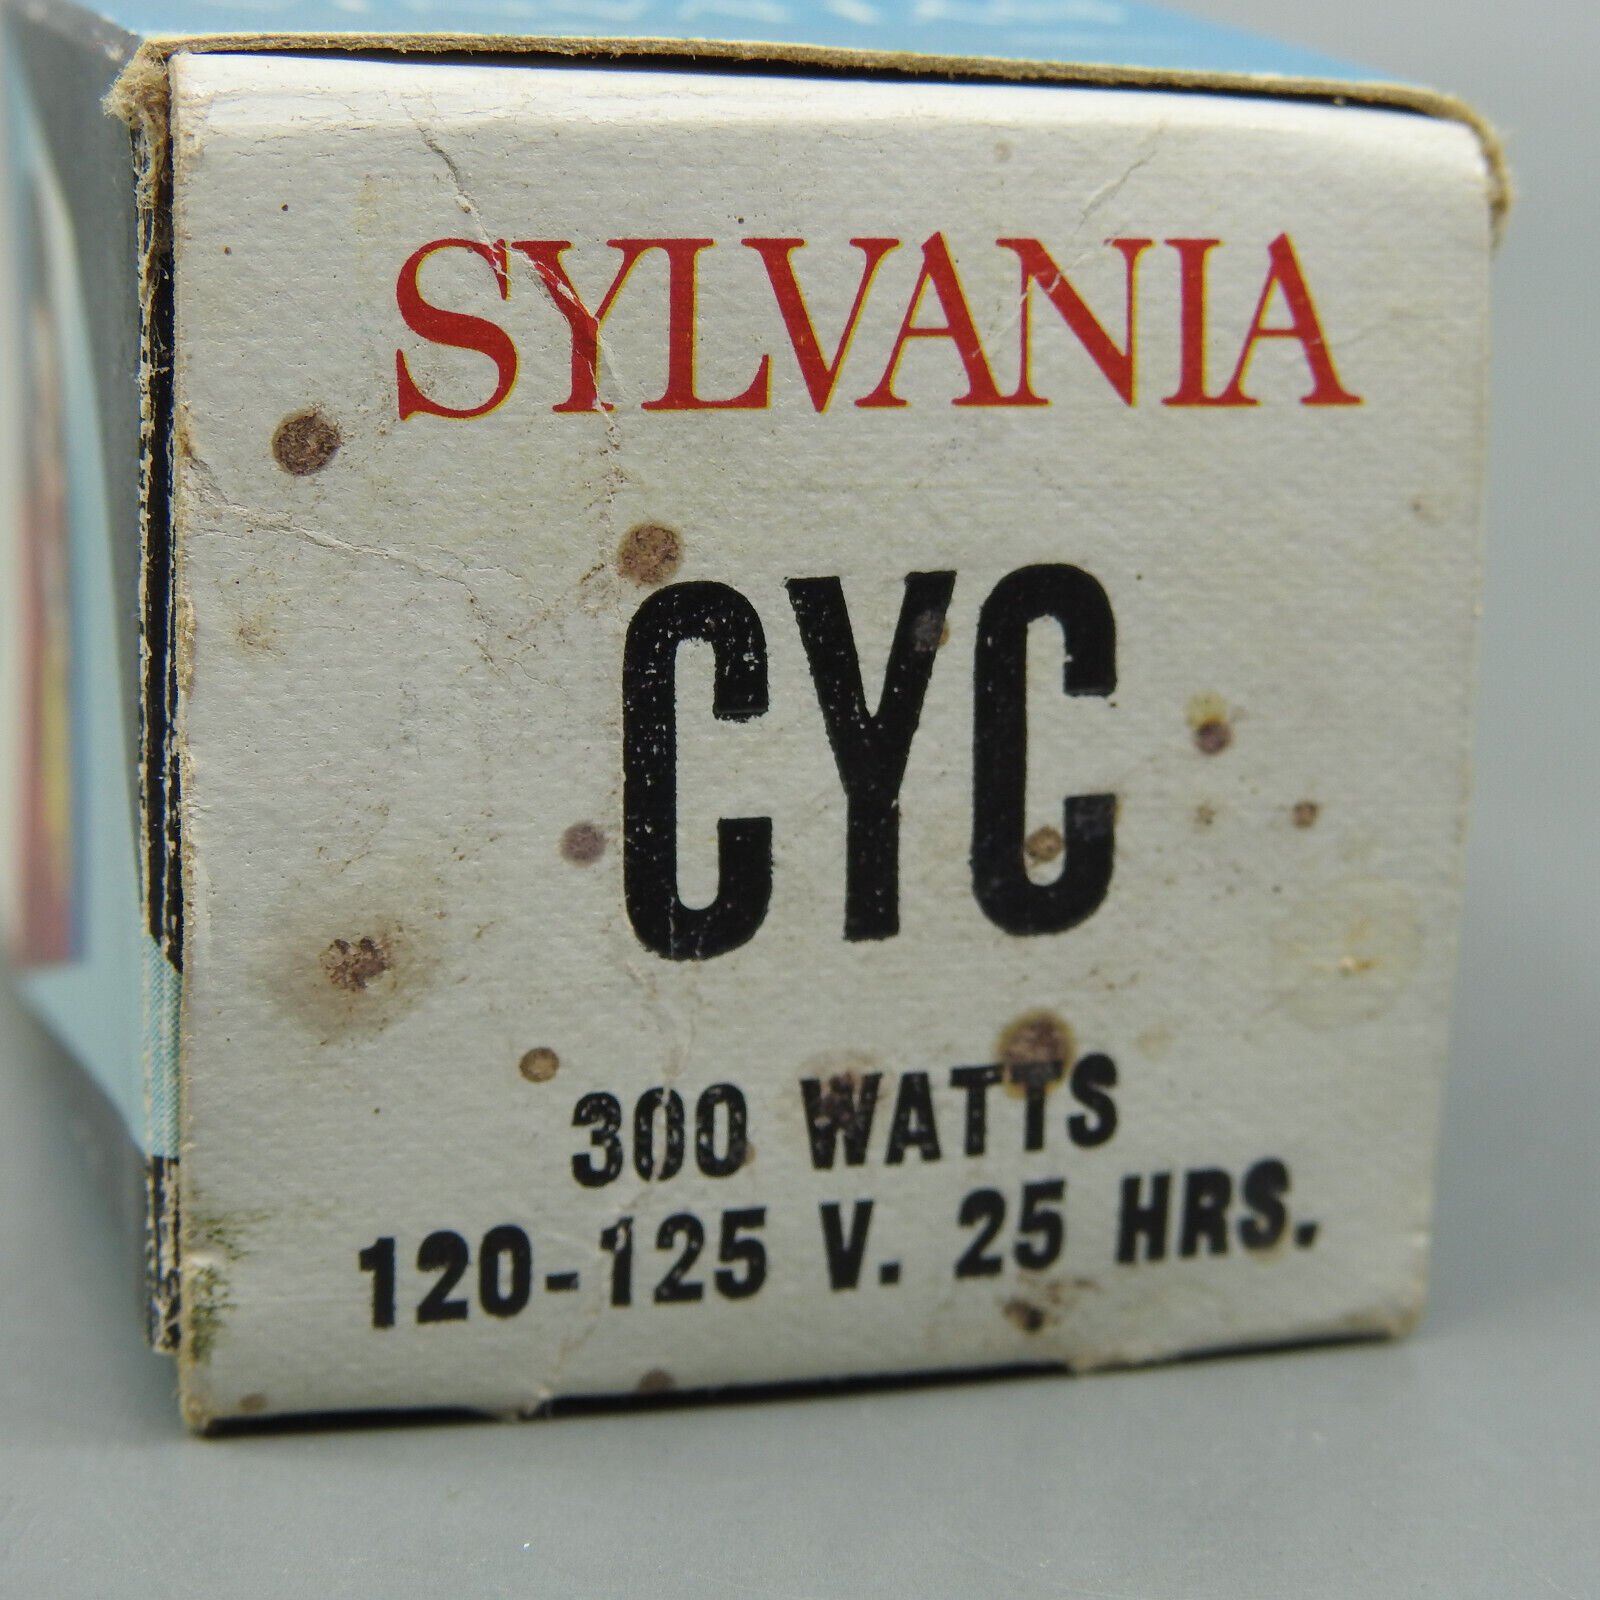 SYLVANIA
CYC
300 WATTS
120-125 V. 25 HRS.